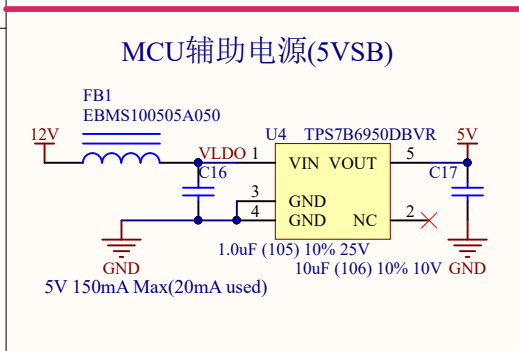 MCU辅助电源(5VSB)
FB1
EBMS100505A050
12V
VLDO
1
U4
TPS7B6950DBVR
5V
VIN
VOUT
5
C16
C17
3
GND
4
GND
NC
2
1.0uF (105) 10% 25V
GND
10uF (106) 10% 10V
GND
5V 150mA Max(20mA used)